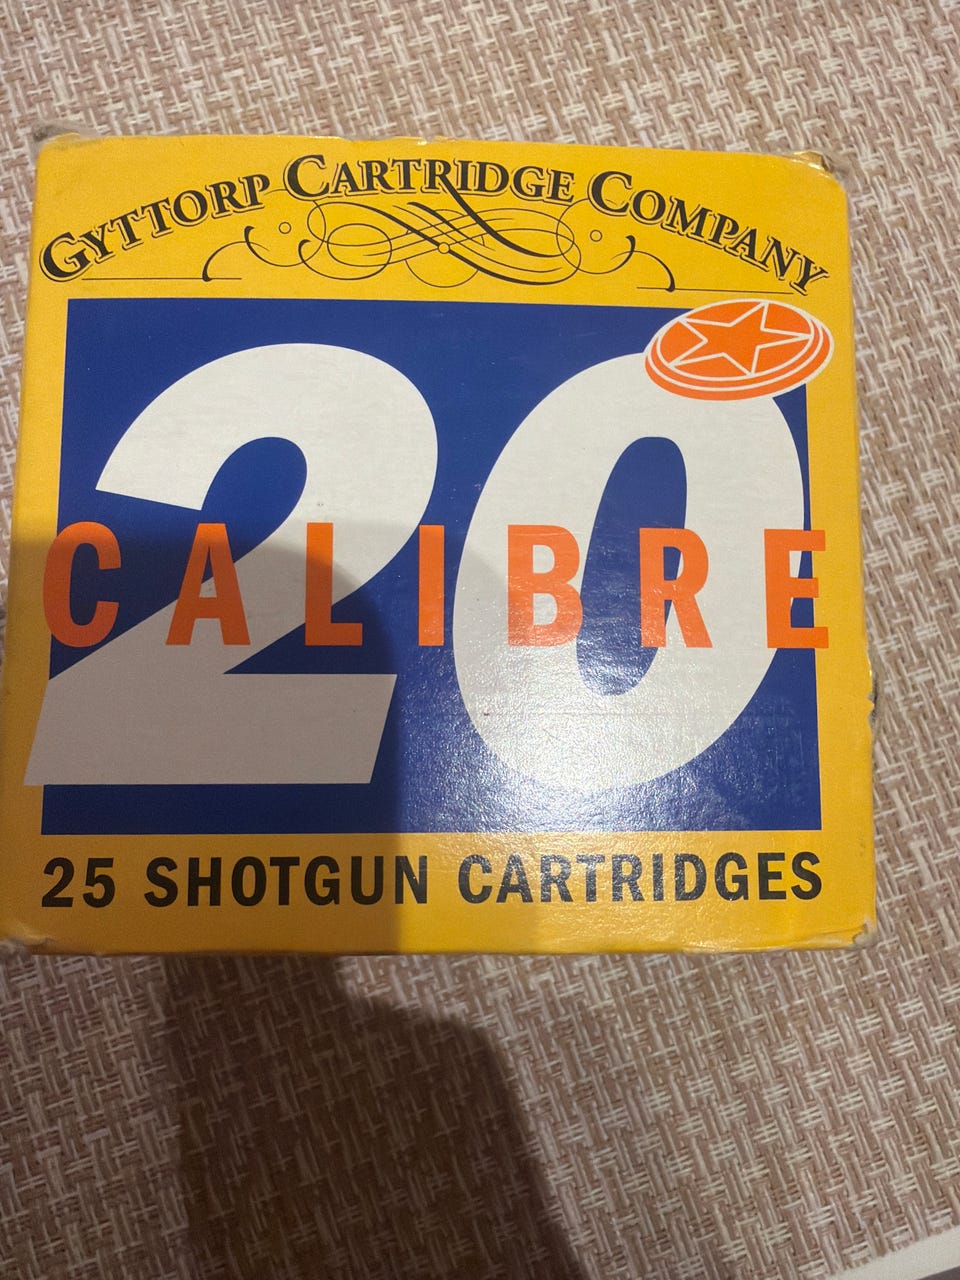 GYTTORP CARTRIDGE COMPANY
20
CALIBRE
25 SHOTGUN CARTRIDGES